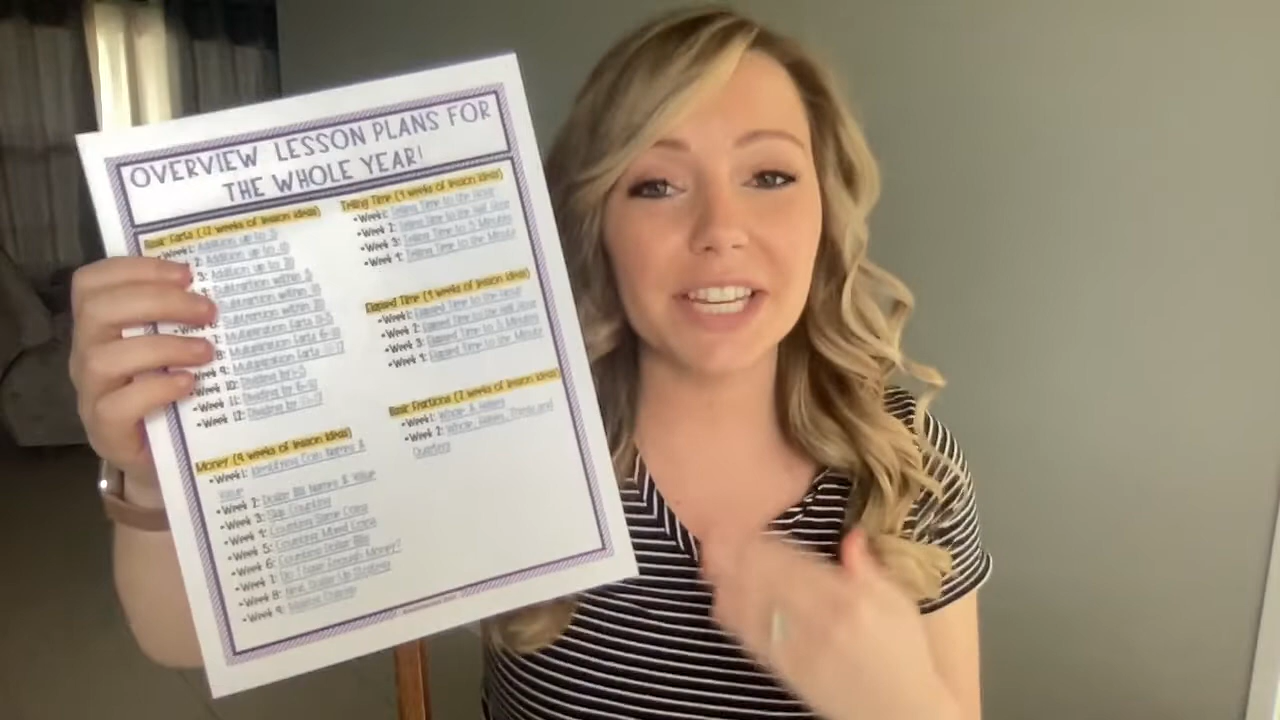 OVERVIEW LESSON PLANS FOR
THE WHOLE YEAR!
Basic Facts (12 weeks of lesson ideas)
Week 1: Addition up to 5
2: Addition up to 10
3: Addition up to 20
4: Subtraction within 5
Subtraction within 10
Subtraction within 20
7: Multiplication Facts
8: Multiplication Facts
Week 9: Multiplication Facts
Week 10: Dividing by 1-5
Week 11: Dividing by 6-10
Week 12: Dividing by 11-12
Money (9 weeks of lesson ideas)
• Week 1: Identifying Coin Names &
Value
• Week 2: Dollar Bill Names & Value
• Week 3: Skip Counting
• Week 4: Counting Same Coins
• Week 5: Counting Mixed Coins
• Week 6: Counting Dollar Bills
• Week 7: Do I Have Enough Money?
• Week 8: Next Dollar Up Strategy
• Week 9: Making Change
Telling Time (4 weeks of lesson ideas)
• Week 1: Telling Time to the Hour
• Week 2: Telling Time to the Half Hour
• Week 3: Telling Time to 5 Minutes
• Week 4: Telling Time to the Minute
Elapsed Time (4 weeks of lesson ideas)
• Week 1: Elapsed Time to the Hour
• Week 2: Elapsed Time to the Half Hour
• Week 3: Elapsed Time to 5 Minutes
• Week 4: Elapsed Time to the Minute
Basic Fractions (2 weeks of lesson ideas)
• Week 1: Whole & Halves
• Week 2: Whole, Halves, Thirds and
Quarters